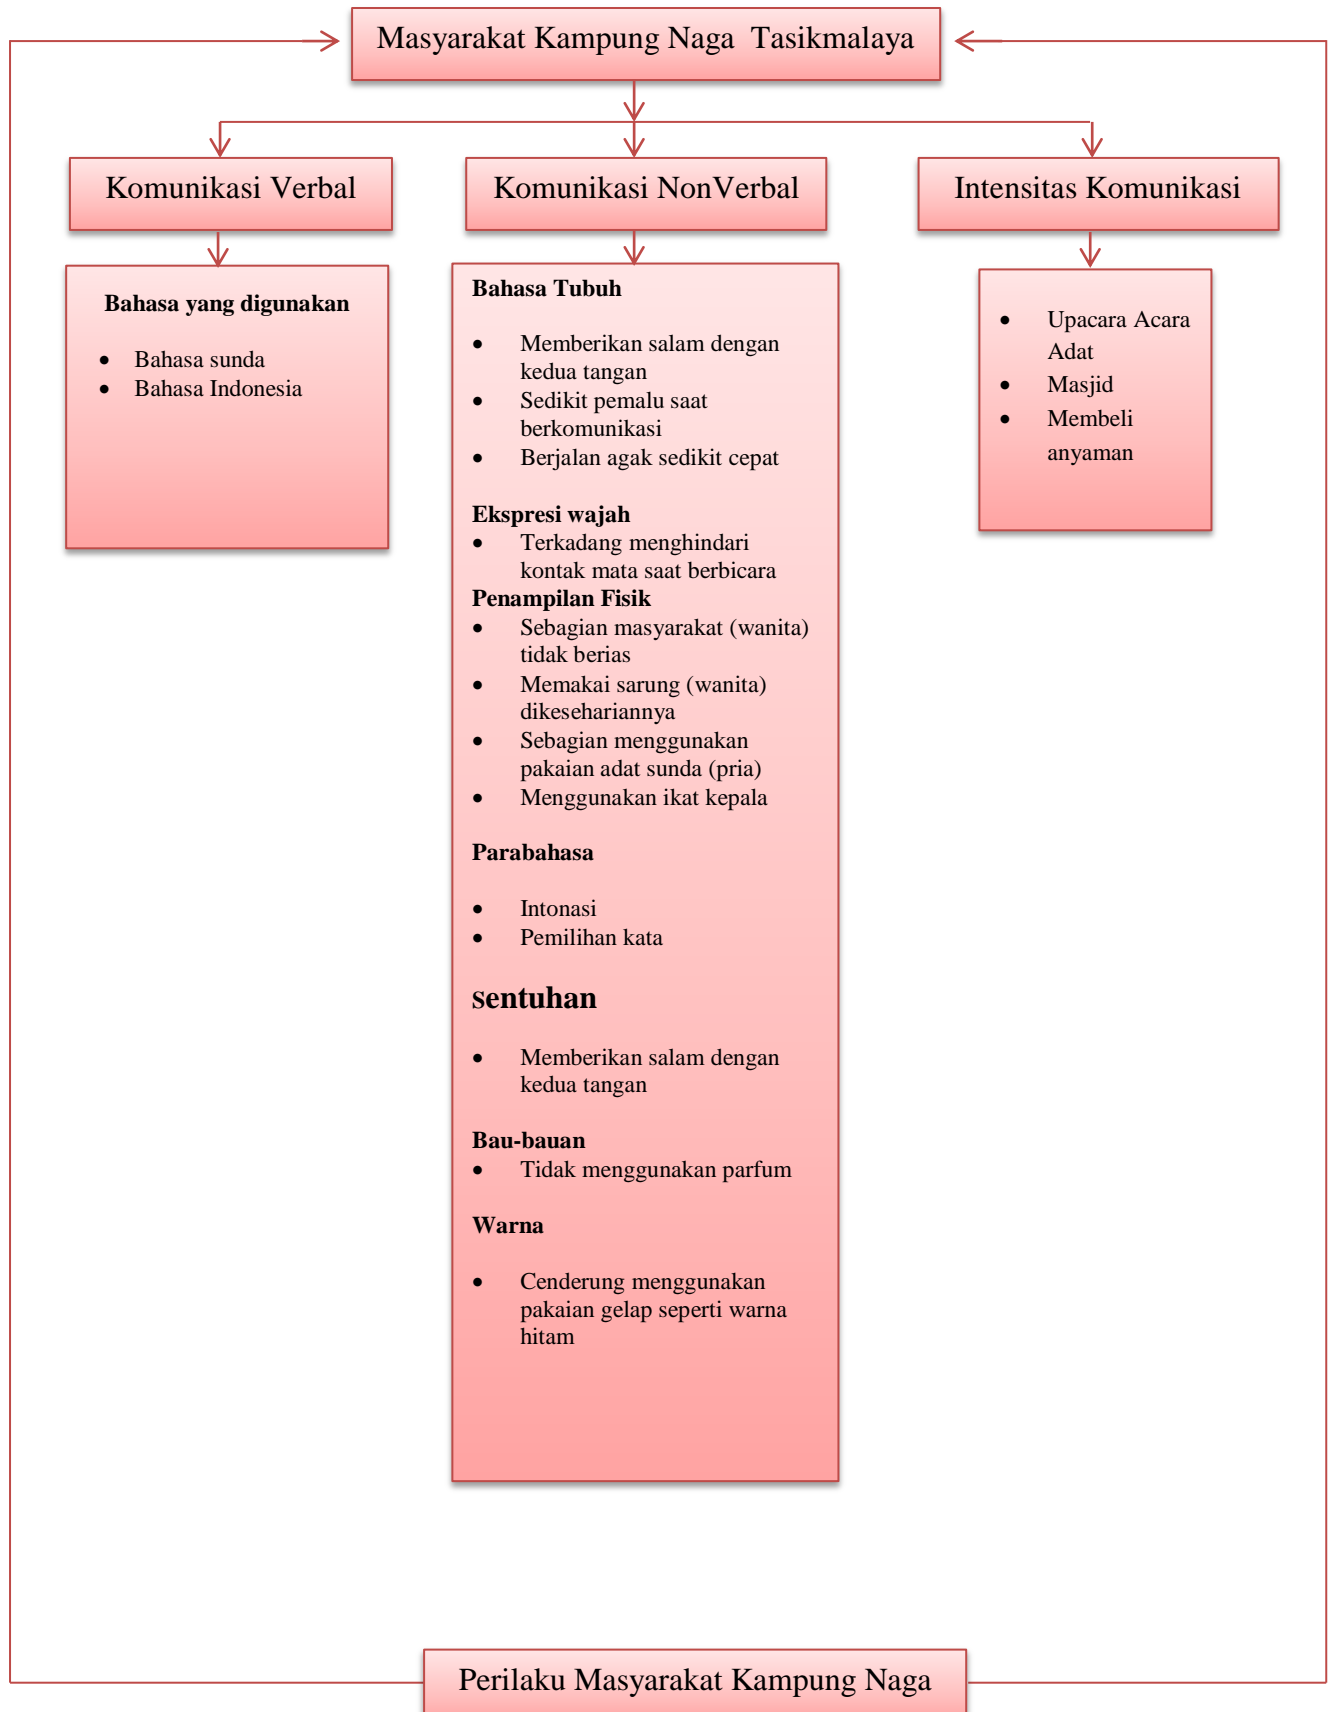 Masyarakat Kampung Naga  Tasikmalaya
Komunikasi Verbal
Komunikasi NonVerbal
Intensitas Komunikasi
Bahasa yang digunakan
• Bahasa sunda
• Bahasa Indonesia
Bahasa Tubuh
• Memberikan salam dengan
kedua tangan
• Sedikit pemalu saat
berkomunikasi
• Berjalan agak sedikit cepat
Ekspresi wajah
• Terkadang menghindari
kontak mata saat berbicara
Penampilan Fisik
• Sebagian masyarakat (wanita)
tidak berias
• Memakai sarung (wanita)
dikesehariannya
• Sebagian menggunakan
pakaian adat sunda (pria)
• Menggunakan ikat kepala
Parabahasa
• Intonasi
• Pemilihan kata
sentuhan
• Memberikan salam dengan
kedua tangan
Bau-bauan
• Tidak menggunakan parfum
Warna
• Cenderung menggunakan
pakaian gelap seperti warna
hitam
• Upacara Acara
Adat
• Masjid
• Membeli
anyaman
Perilaku Masyarakat Kampung Naga